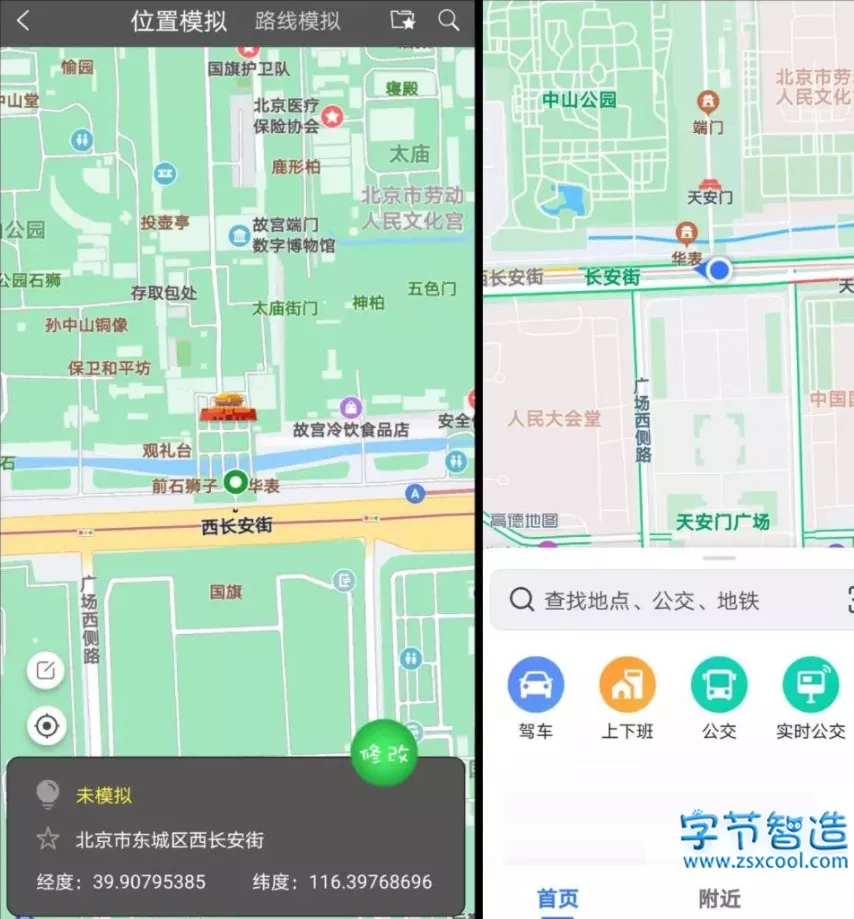 位置模拟
路线模拟
愉园
国旗护卫队
中山堂
北京医疗
保险协会
寝殿
太庙
鹿形柏
北京市劳动
人民文化宫
投壶亭
故宫端门
数字博物馆
公园
公园石狮
存取包处
五色门
神柏
太庙街门
孙中山铜像
保卫和平坊
故宫冷饮食品店
安全
观礼台
石
前石狮子
华表
A
西长安街
广场西侧路
国旗
修改
未模拟
北京市东城区西长安街
经度：39.90795385
纬度：116.39768696
中山公园
端门
北京市劳
人民文化
天安门
华表
长安街
长安街
天
广场西侧路
人民大会堂
中国国
高德地图
天安门广场
查找地点、公交、地铁
驾车
上下班
公交
实时公交
字节智造
www.zsxcool.com
首页
附近